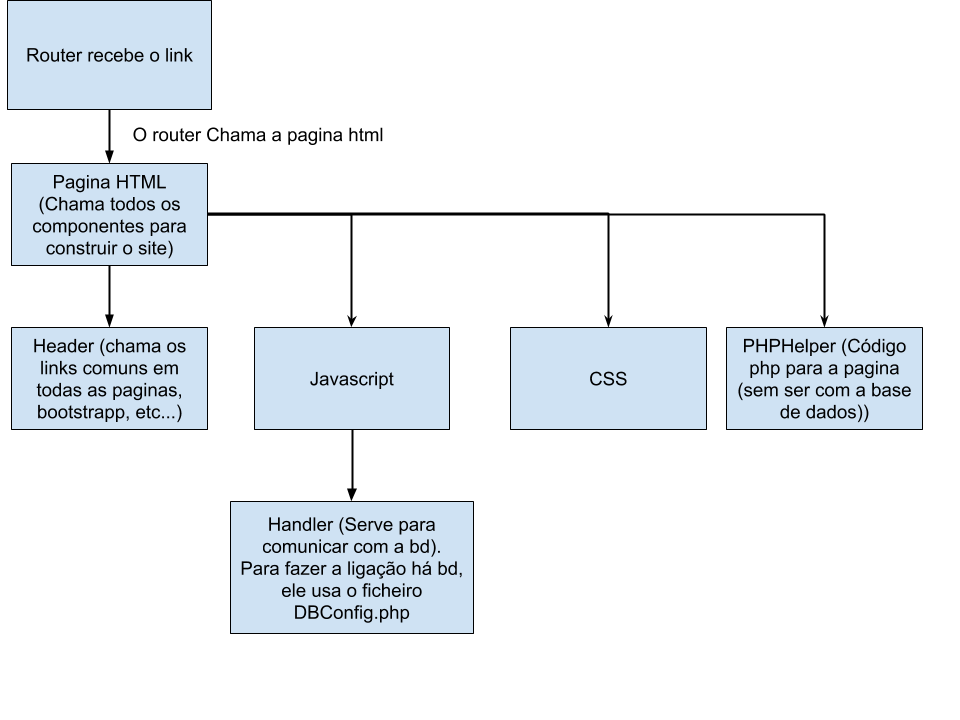 Router recebe o link
O router Chama a pagina html
Pagina HTML
(Chama todos os
componentes para
construir o site)
Header (chama os
links comuns em
todas as paginas,
bootstrapp, etc...)
Javascript
CSS
PHPHelper (Código
php para a pagina
(sem ser com a base
de dados))
Handler (Serve para
comunicar com a bd).
Para fazer a ligação há bd,
ele usa o ficheiro
DBConfig.php